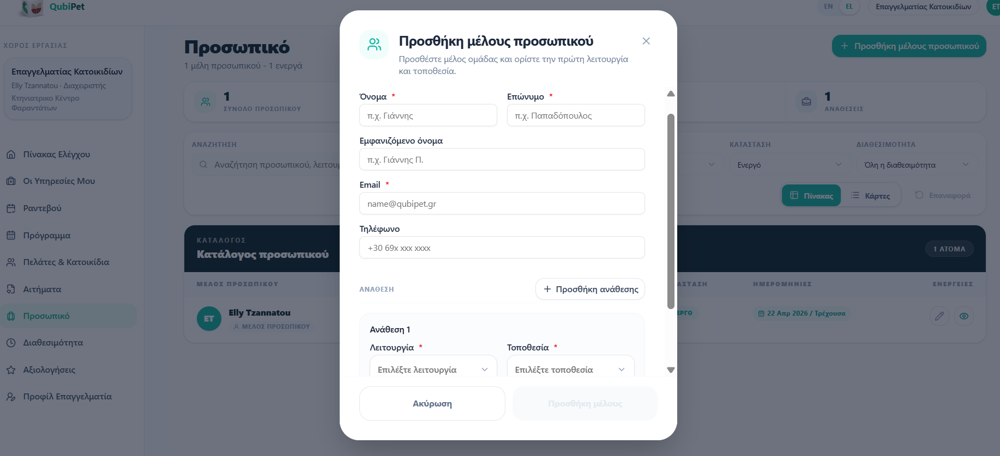 QubiPet
EN EL Επαγγελματίας Κατοικιδίων ET
ΧΩΡΟΣ ΕΡΓΑΣΙΑΣ
Επαγγελματίας Κατοικιδίων
Elly Tzannatou · Διαχειριστής
Κτηνιατρικο Κέντρο
Φαραντάτων
Πίνακας Ελέγχου
Οι Υπηρεσίες Μου
Ραντεβού
Πρόγραμμα
Πελάτες & Κατοικίδια
Αιτήματα
Προσωπικό
Διαθεσιμότητα
Αξιολογήσεις
Προφίλ Επαγγελματία
Προσωπικό
1 μέλη προσωπικού - 1 ενεργά
+ Προσθήκη μέλους προσωπικού
1
ΣΥΝΟΛΟ ΠΡΟΣΩΠΙΚΟΥ
1
ΑΝΑΘΕΣΕΙΣ
ΑΝΑΖΗΤΗΣΗ
Αναζήτηση προσωπικού, λειτουρ
ΚΑΤΑΣΤΑΣΗ
Ενεργό
ΔΙΑΘΕΣΙΜΟΤΗΤΑ
Όλη η διαθεσιμότητα
Πίνακας Κάρτες Επαναφορά
ΚΑΤΑΛΟΓΟΣ
Κατάλογος προσωπικού
1 ΑΤΟΜΑ
ΜΕΛΟΣ ΠΡΟΣΩΠΙΚΟΥ ΑΣΤΑΣΗ ΗΜΕΡΟΜΗΝΙΕΣ ΕΝΕΡΓΕΙΕΣ
ET Elly Tzannatou
ΜΕΛΟΣ ΠΡΟΣΩΠΙΚΟΥ
ΕΡΓΟ 22 Απρ 2026 / Τρέχουσα
Προσθήκη μέλους προσωπικού
Προσθέστε μέλος ομάδας και ορίστε την πρώτη λειτουργία
και τοποθεσία.
Όνομα * Επώνυμο *
π.χ. Γιάννης π.χ. Παπαδόπουλος
Εμφανιζόμενο όνομα
π.χ. Γιάννης Π.
Email *
name@qubipet.gr
Τηλέφωνο
+30 69x xxx xxxx
ΑΝΑΘΕΣΗ + Προσθήκη ανάθεσης
Ανάθεση 1
Λειτουργία * Τοποθεσία *
Επιλέξτε λειτουργία Επιλέξτε τοποθεσία
Ακύρωση Προσθήκη μέλους